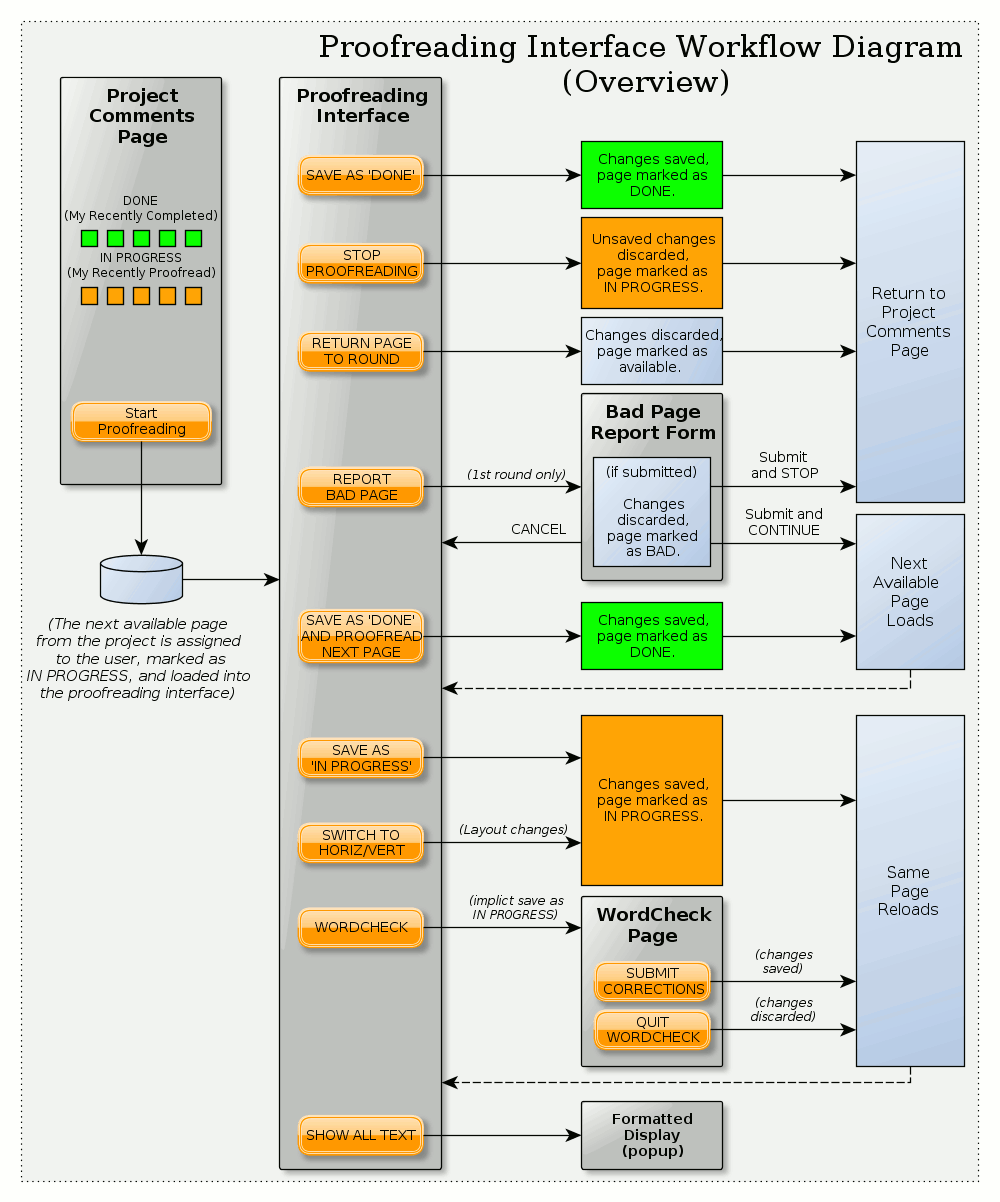 Proofreading Interface Workflow Diagram
(Overview)
Project
Comments
Page
DONE
(My Recently Completed)
IN PROGRESS
(My Recently Proofread)
Start
Proofreading
(The next available page
from the project is assigned
to the user, marked as
IN PROGRESS, and loaded into
the proofreading interface)
Proofreading
Interface
SAVE AS 'DONE'
Changes saved,
page marked as
DONE.
STOP
PROOFREADING
Unsaved changes
discarded,
page marked as
IN PROGRESS.
RETURN PAGE
TO ROUND
Changes discarded,
page marked as
available.
Return to
Project
Comments
Page
REPORT
BAD PAGE
(1st round only)
CANCEL
Bad Page
Report Form
(if submitted)
Changes
discarded,
page marked
as BAD.
Submit
and STOP
Submit and
CONTINUE
Next
Available
Page
Loads
SAVE AS 'DONE'
AND PROOFREAD
NEXT PAGE
Changes saved,
page marked as
DONE.
SAVE AS
'IN PROGRESS'
SWITCH TO
HORIZ/VERT
(Layout changes)
Changes saved,
page marked as
IN PROGRESS.
WORDCHECK
(implict save as
IN PROGRESS)
WordCheck
Page
SUBMIT
CORRECTIONS
QUIT
WORDCHECK
(changes
saved)
(changes
discarded)
Same
Page
Reloads
SHOW ALL TEXT
Formatted
Display
(popup)